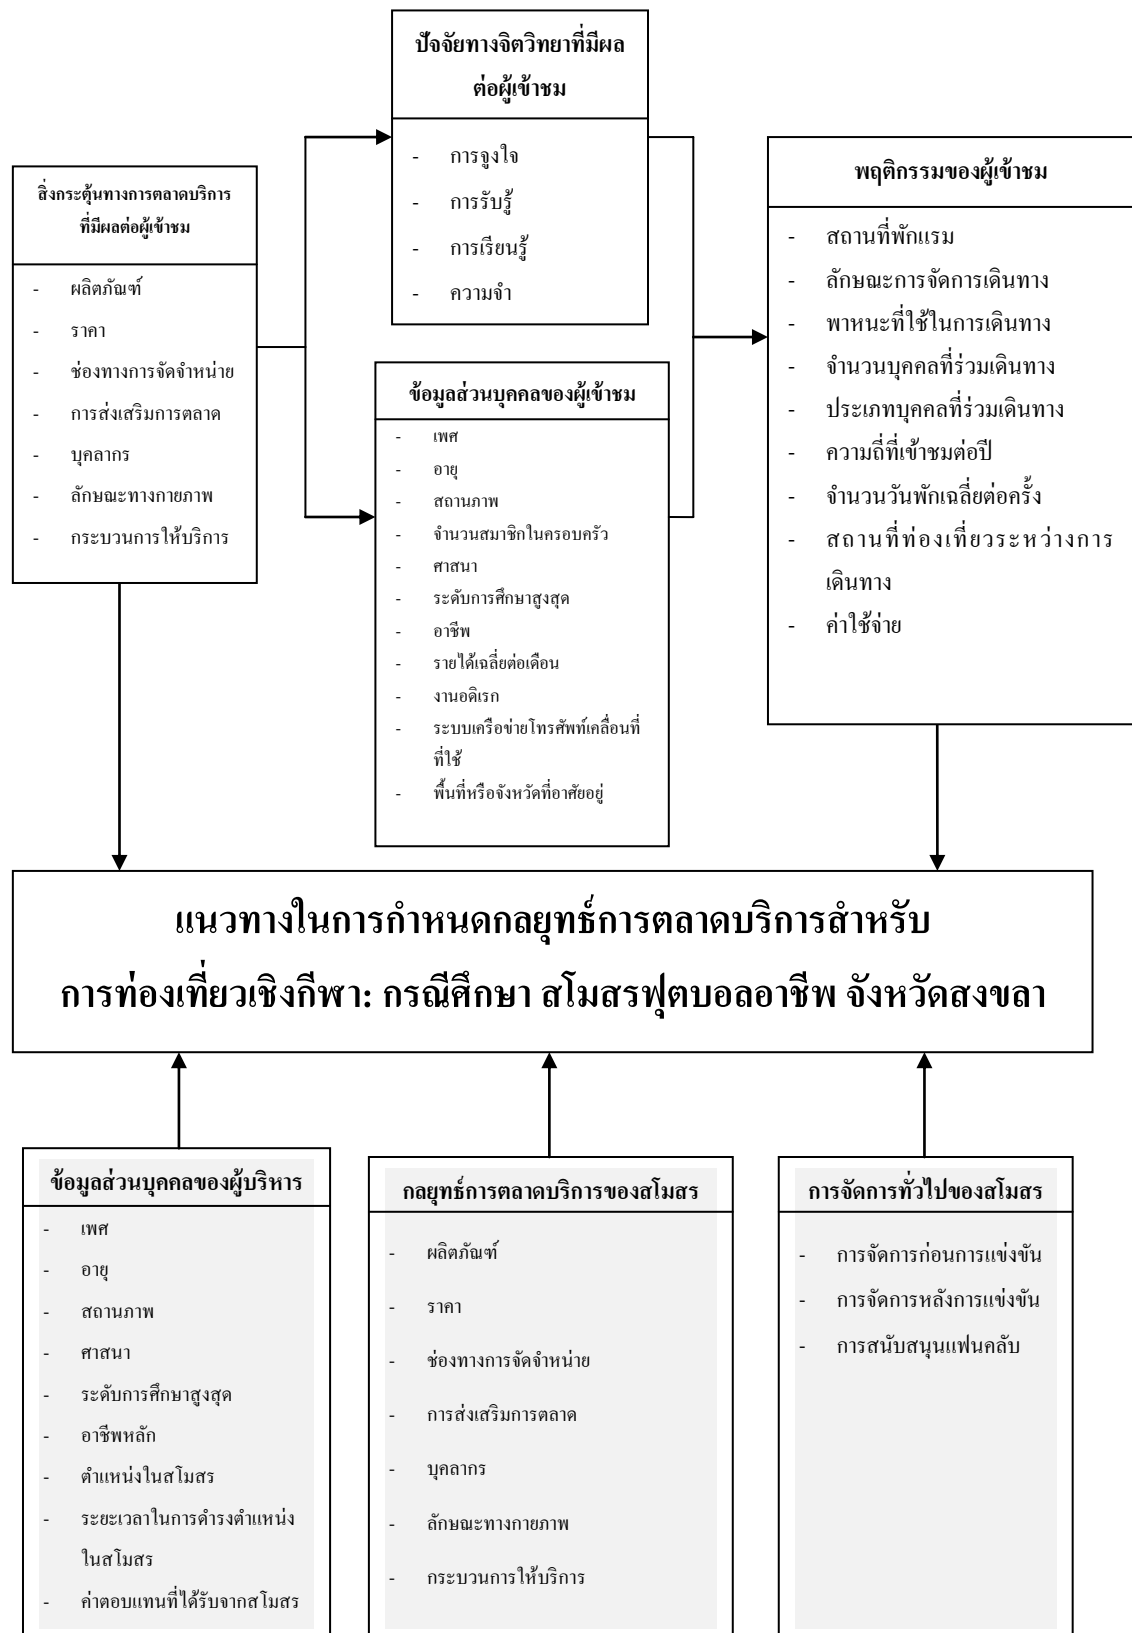 ปัจจัยทางจิตวิทยาที่มีผล
ต่อผู้เข้าชม
- การจูงใจ
- การรับรู้
- การเรียนรู้
- ความจำ
สิ่งกระตุ้นทางการตลาดบริการ
ที่มีผลต่อผู้เข้าชม
- ผลิตภัณฑ์
- ราคา
- ช่องทางการจัดจำหน่าย
- การส่งเสริมการตลาด
- บุคลากร
- ลักษณะทางกายภาพ
- กระบวนการให้บริการ
ข้อมูลส่วนบุคคลของผู้เข้าชม
- เพศ
- อายุ
- สถานภาพ
- จำนวนสมาชิกในครอบครัว
- ศาสนา
- ระดับการศึกษาสูงสุด
- อาชีพ
- รายได้เฉลี่ยต่อเดือน
- งานอดิเรก
- ระบบเครือข่ายโทรศัพท์เคลื่อนที่
ที่ใช้
- พื้นที่หรือจังหวัดที่อาศัยอยู่
พฤติกรรมของผู้เข้าชม
- สถานที่พักแรม
- ลักษณะการจัดการเดินทาง
- พาหนะที่ใช้ในการเดินทาง
- จำนวนบุคคลที่ร่วมเดินทาง
- ประเภทบุคคลที่ร่วมเดินทาง
- ความถี่ที่เข้าชมต่อปี
- จำนวนวันพักเฉลี่ยต่อครั้ง
- สถานที่ท่องเที่ยวระหว่างการ
เดินทาง
- ค่าใช้จ่าย
แนวทางในการกำหนดกลยุทธ์การตลาดบริการสำหรับ
การท่องเที่ยวเชิงกีฬา: กรณีศึกษา สโมสรฟุตบอลอาชีพ จังหวัดสงขลา
ข้อมูลส่วนบุคคลของผู้บริหาร
- เพศ
- อายุ
- สถานภาพ
- ศาสนา
- ระดับการศึกษาสูงสุด
- อาชีพหลัก
- ตำแหน่งในสโมสร
- ระยะเวลาในการดำรงตำแหน่ง
ในสโมสร
- ค่าตอบแทนที่ได้รับจากสโมสร
กลยุทธ์การตลาดบริการของสโมสร
- ผลิตภัณฑ์
- ราคา
- ช่องทางการจัดจำหน่าย
- การส่งเสริมการตลาด
- บุคลากร
- ลักษณะทางกายภาพ
- กระบวนการให้บริการ
การจัดการทั่วไปของสโมสร
- การจัดการก่อนการแข่งขัน
- การจัดการหลังการแข่งขัน
- การสนับสนุนแฟนคลับ